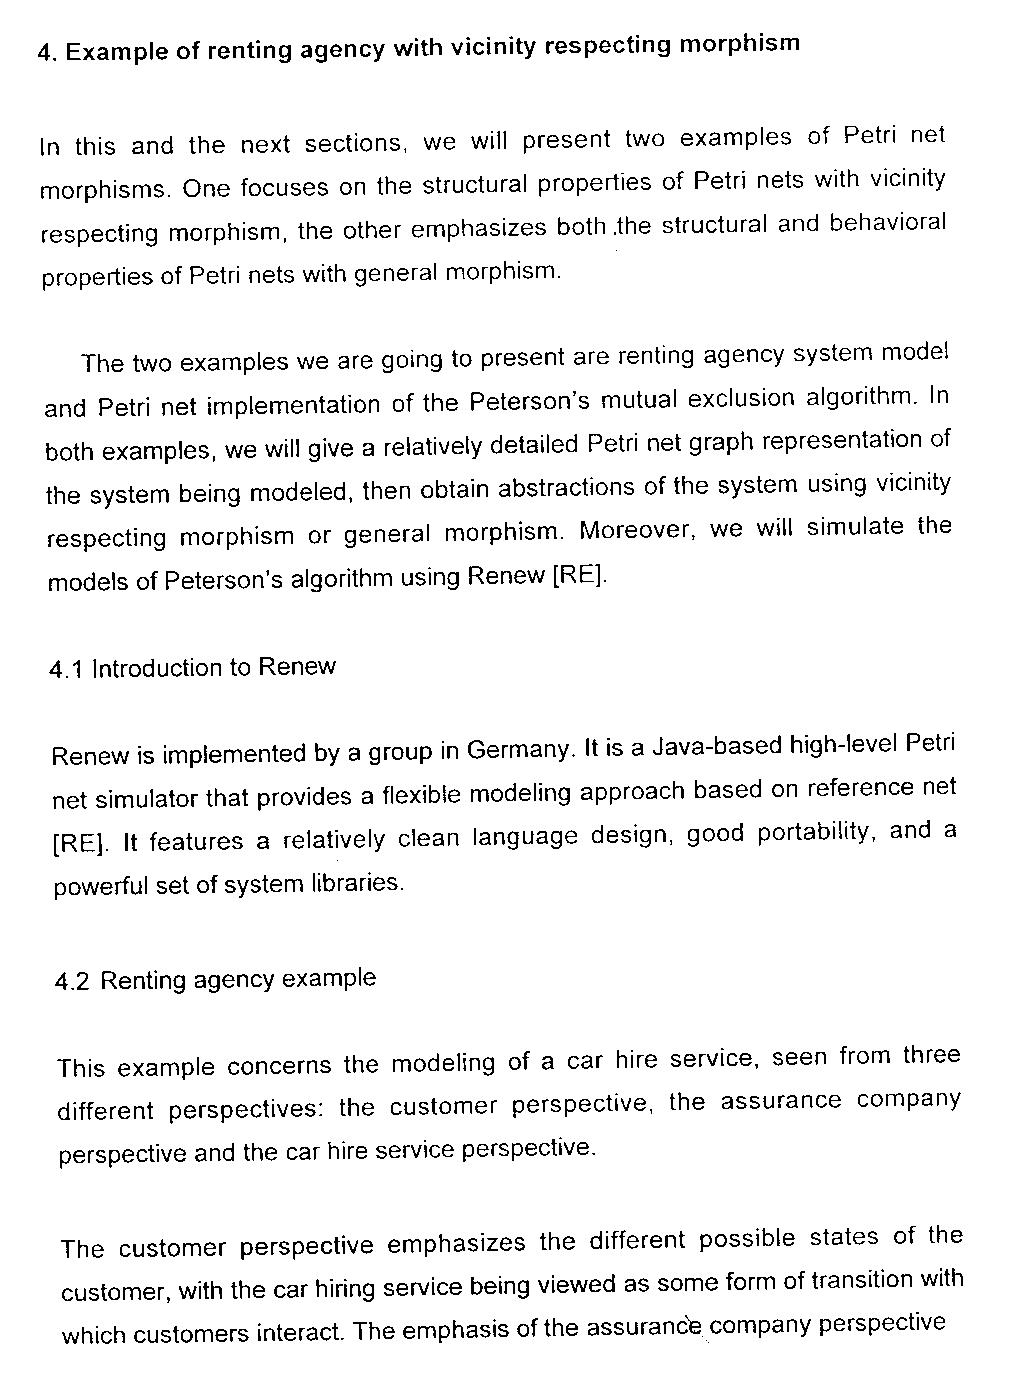 4. Example of renting agency with vicinity respecting morphism
In this and the next sections, we will present two examples of Petri net
morphisms. One focuses on the structural properties of Petri nets with vicinity
respecting morphism, the other emphasizes both the structural and behavioral
properties of Petri nets with general morphism.
The two examples we are going to present are renting agency system model
and Petri net implementation of the Peterson's mutual exclusion algorithm. In
both examples, we will give a relatively detailed Petri net graph representation of
the system being modeled, then obtain abstractions of the system using vicinity
respecting morphism or general morphism. Moreover, we will simulate the
models of Peterson's algorithm using Renew [RE].
4.1 Introduction to Renew
Renew is implemented by a group in Germany. It is a Java-based high-level Petri
net simulator that provides a flexible modeling approach based on reference net
[RE]. It features a relatively clean language design, good portability, and a
powerful set of system libraries.
4.2 Renting agency example
This example concerns the modeling of a car hire service, seen from three
different perspectives: the customer perspective, the assurance company
perspective and the car hire service perspective.
The customer perspective emphasizes the different possible states of the
customer, with the car hiring service being viewed as some form of transition with
which customers interact. The emphasis of the assurance company perspective